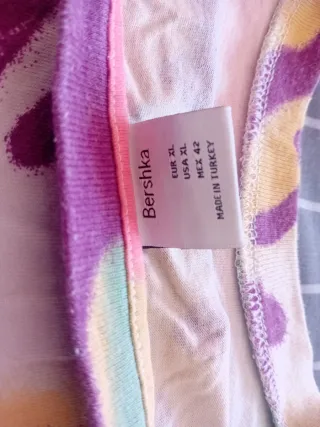 Bershka
EUR XL
USA XL
MEX 42
MADE IN TURKEY